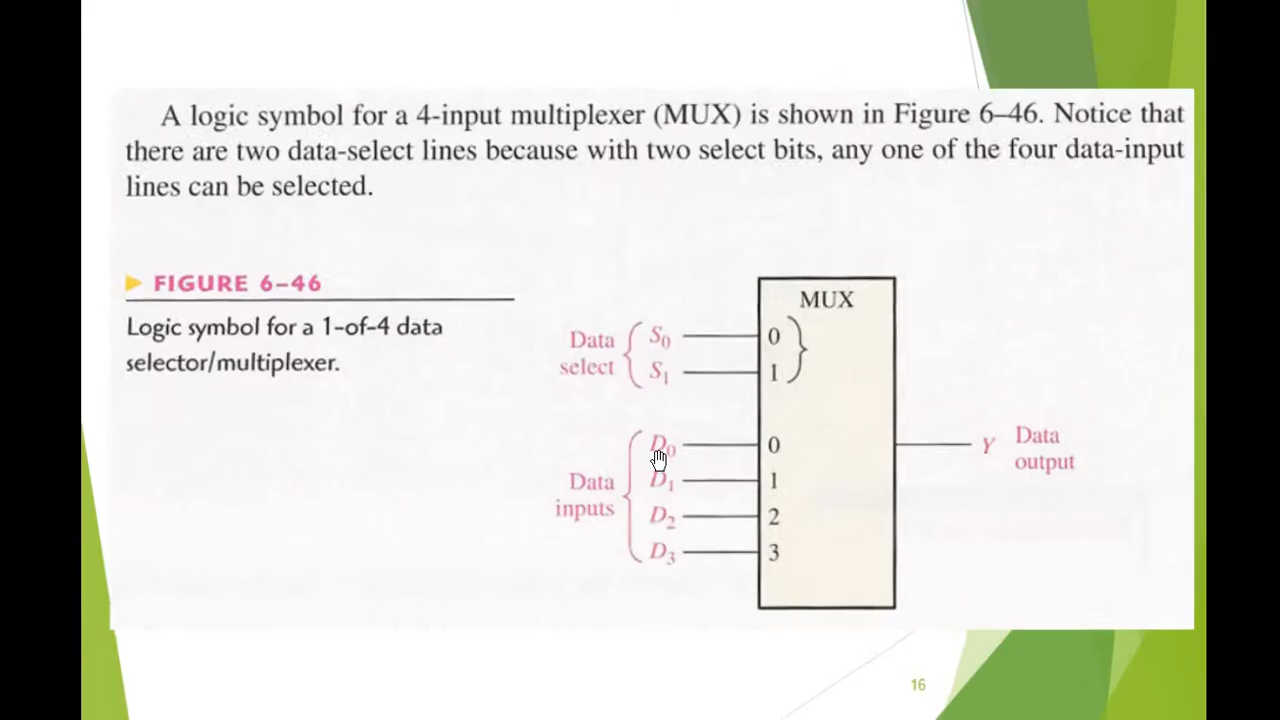 A logic symbol for a 4-input multiplexer (MUX) is shown in Figure 6–46. Notice that
there are two data-select lines because with two select bits, any one of the four data-input
lines can be selected.
FIGURE 6–46
Logic symbol for a 1-of-4 data
selector/multiplexer.
MUX
Data
select
S₀
0
S₁
1
Data
inputs
D₀
0
D₁
1
D₂
2
D₃
3
Y
Data
output
16